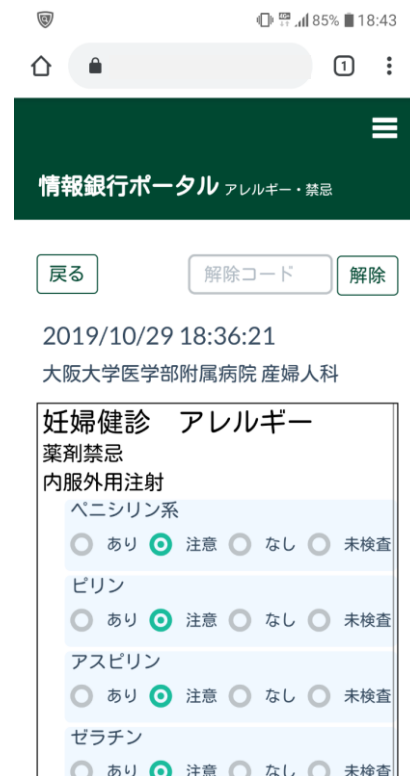 85% 18:43
1
情報銀行ポータル アレルギー・禁忌
戻る 解除コード 解除
2019/10/29 18:36:21
大阪大学医学部附属病院 産婦人科
妊婦健診　アレルギー
薬剤禁忌
内服外用注射
ペニシリン系
あり 注意 なし 未検査
ピリン
あり 注意 なし 未検査
アスピリン
あり 注意 なし 未検査
ゼラチン
あり 注意 なし 未検査